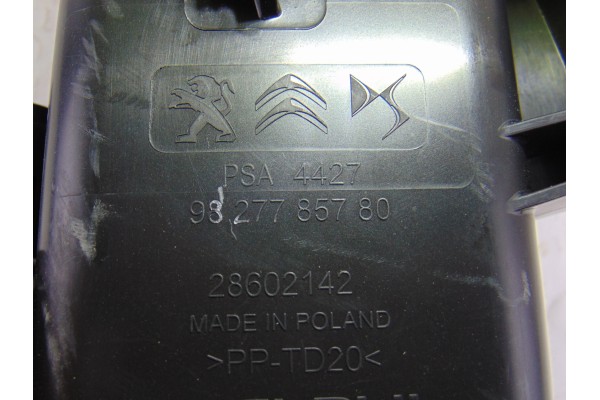 PSA 4427
98 277 857 80
28602142
MADE IN POLAND
>PP-TD20<